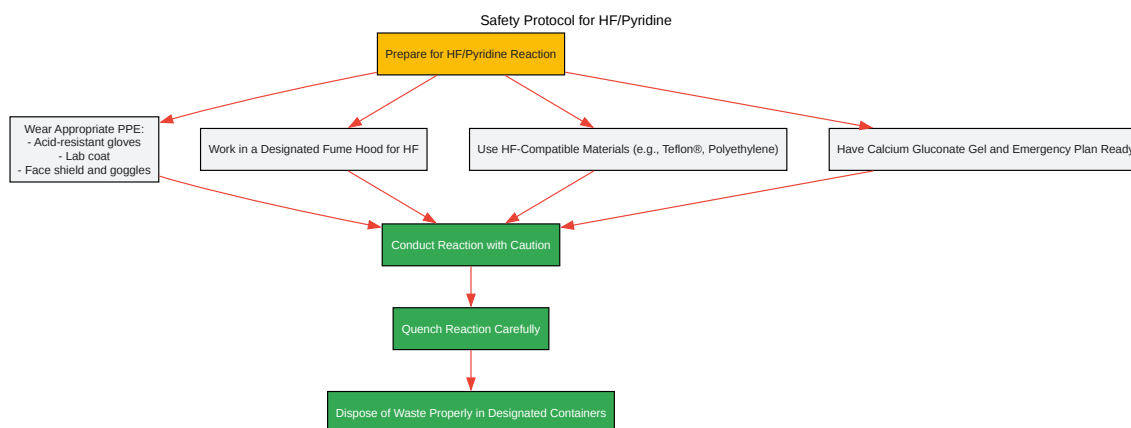 Safety Protocol for HF/Pyridine
Prepare for HF/Pyridine Reaction
Wear Appropriate PPE:
- Acid-resistant gloves
- Lab coat
- Face shield and goggles
Work in a Designated Fume Hood for HF
Use HF-Compatible Materials (e.g., Teflon®, Polyethylene)
Have Calcium Gluconate Gel and Emergency Plan Ready
Conduct Reaction with Caution
Quench Reaction Carefully
Dispose of Waste Properly in Designated Containers